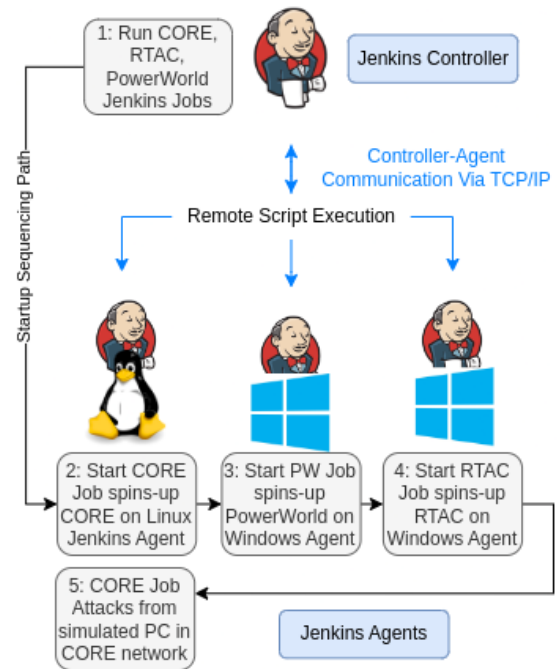 1: Run CORE,
RTAC,
PowerWorld
Jenkins Jobs
Jenkins Controller
Startup Sequencing Path
Controller-Agent
Communication Via TCP/IP
Remote Script Execution
2: Start CORE
Job spins-up
CORE on Linux
Jenkins Agent
3: Start PW Job
spins-up
PowerWorld on
Windows Agent
4: Start RTAC
Job spins-up
RTAC on
Windows Agent
5: CORE Job
Attacks from
simulated PC in
CORE network
Jenkins Agents